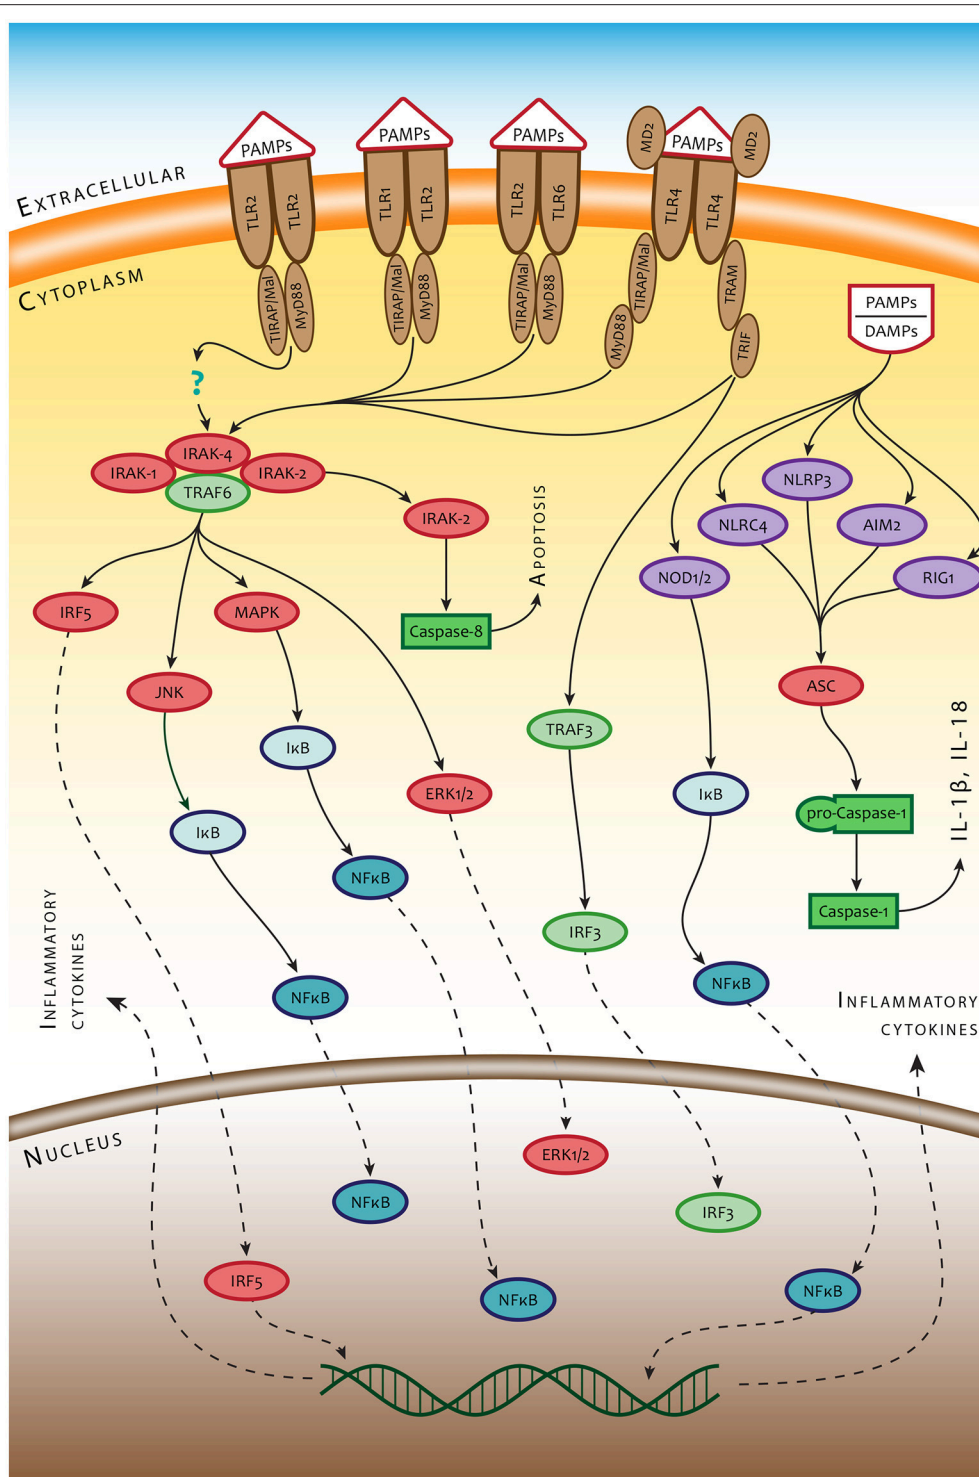 PAMPs
PAMPs
PAMPs
PAMPs
MD2
MD2
TLR2
TLR2
TLR1
TLR2
TLR2
TLR6
TLR4
TLR4
EXTRACELLULAR
CYTOPLASM
TIRAP/Mal
MyD88
TIRAP/Mal
MyD88
TIRAP/Mal
MyD88
TIRAP/Mal
MyD88
TRAM
TRIF
PAMPs
DAMPs
?
IRAK-4
IRAK-1
IRAK-2
TRAF6
IRAK-2
APOPTOSIS
NLRP3
NLRC4
AIM2
NOD1/2
RIG1
IRF5
MAPK
Caspase-8
JNK
ASC
TRAF3
IκB
ERK1/2
IκB
IκB
pro-Caspase-1
IL-1β, IL-18
NFκB
Caspase-1
IRF3
INFLAMMATORY
CYTOKINES
NFκB
NFκB
INFLAMMATORY
CYTOKINES
NUCLEUS
ERK1/2
NFκB
IRF3
IRF5
NFκB
NFκB